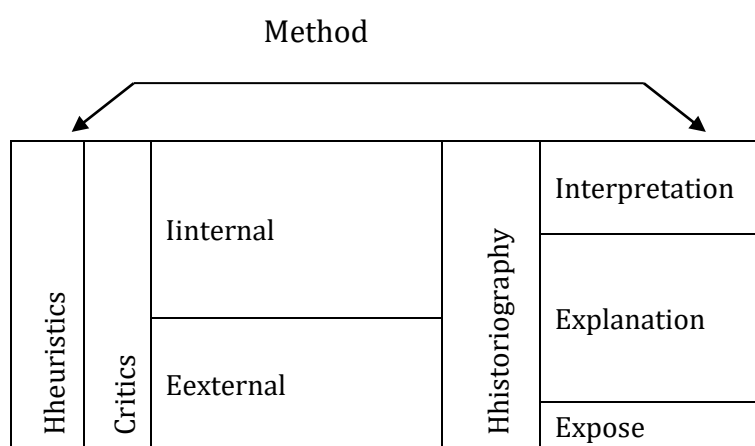 Method
Hheuristics
Critics
Iinternal
Eexternal
Hhistoriography
Interpretation
Explanation
Expose